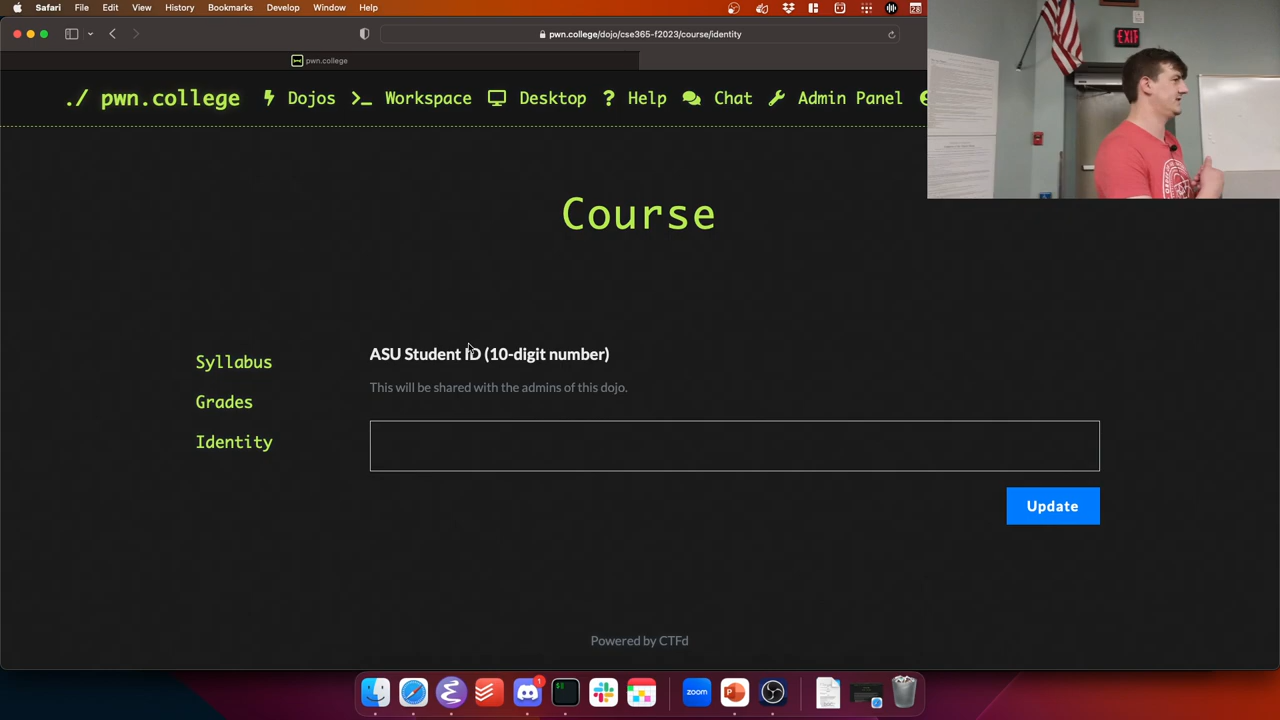 Safari File Edit View History Bookmarks Develop Window Help
28
pwn.college/dojo/cse365-f2023/course/identity
pwn.college
./ pwn.college Dojos Workspace Desktop ? Help Chat Admin Panel
EXIT
Course
Syllabus
Grades
Identity
ASU Student ID (10-digit number)
This will be shared with the admins of this dojo.
Update
Powered by CTFd
1
zoom